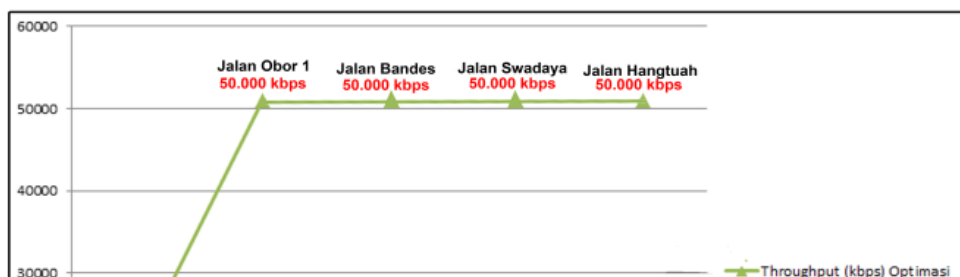 60000
Jalan Obor 1 Jalan Bandes Jalan Swadaya Jalan Hangtuah
50.000 kbps 50.000 kbps 50.000 kbps 50.000 kbps
50000
40000
30000
Throughput (kbps) Optimasi